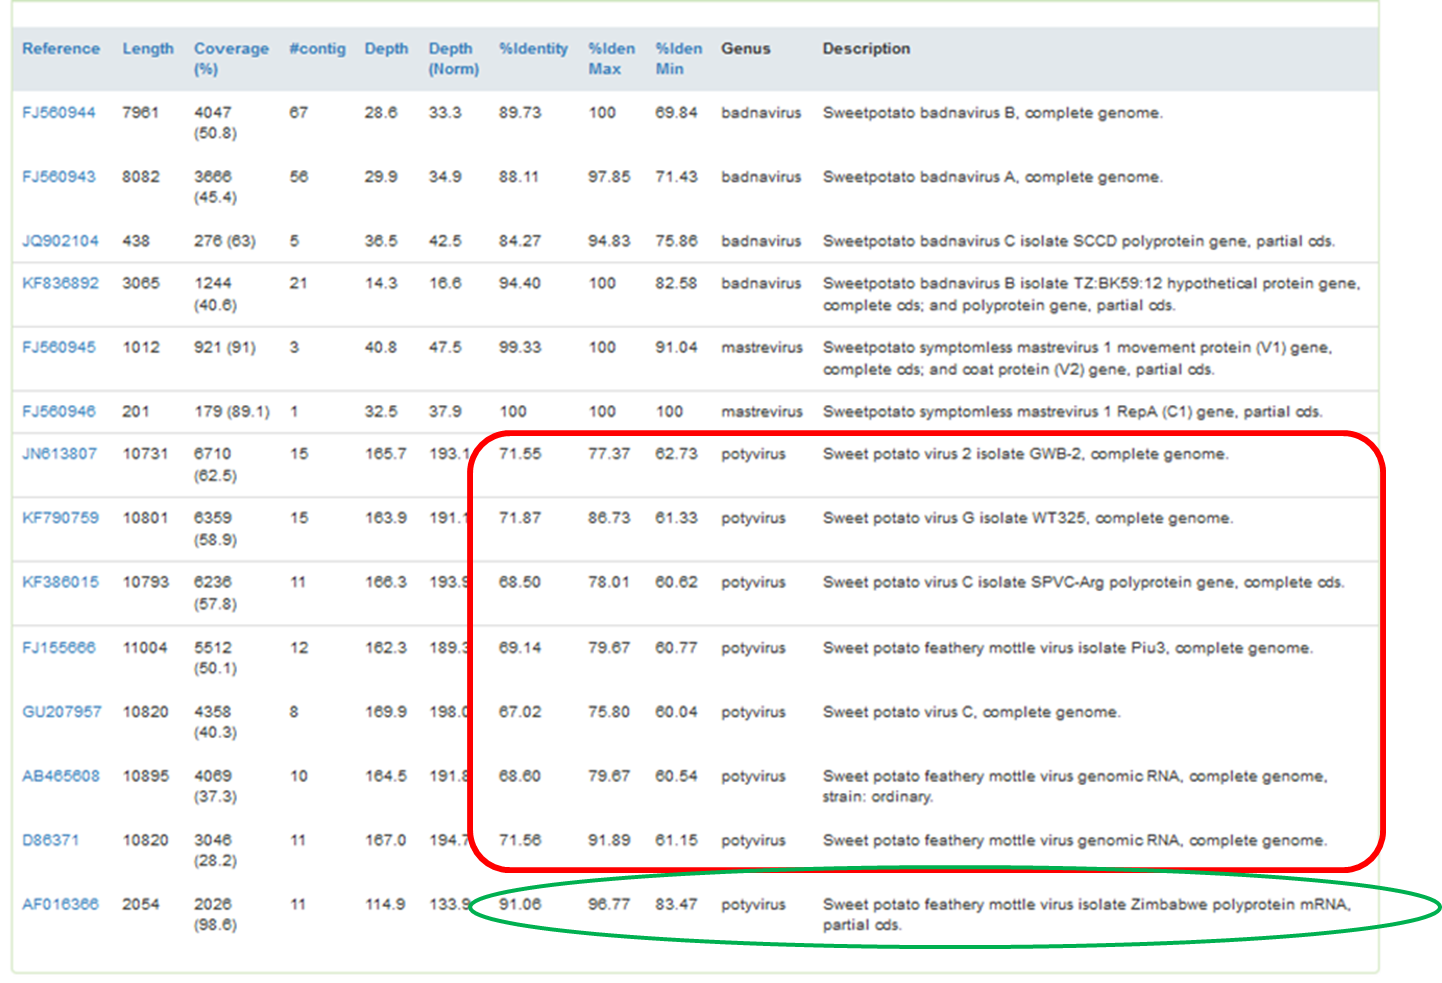 Reference Length Coverage #contig Depth Depth %Identity %Iden %Iden Genus Description
(%) (Norm) Max Min
FJ560944 7961 4047 67 28.6 33.3 89.73 100 69.84 badnavirus Sweetpotato badnavirus B, complete genome.
(50.8)
FJ560943 8082 3666 56 29.9 34.9 88.11 97.85 71.43 badnavirus Sweetpotato badnavirus A, complete genome.
(45.4)
JQ902104 438 276 (63) 5 36.5 42.5 84.27 94.83 75.86 badnavirus Sweetpotato badnavirus C isolate SCCD polyprotein gene, partial cds.
KF836892 3065 1244 21 14.3 16.6 94.40 100 82.58 badnavirus Sweetpotato badnavirus B isolate TZ:BK59:12 hypothetical protein gene,
(40.6) complete cds; and polyprotein gene, partial cds.
FJ560945 1012 921 (91) 3 40.8 47.5 99.33 100 91.04 mastrevirus Sweetpotato symptomless mastrevirus 1 movement protein (V1) gene,
complete cds; and coat protein (V2) gene, partial cds.
FJ560946 201 179 (89.1) 1 32.5 37.9 100 100 100 mastrevirus Sweetpotato symptomless mastrevirus 1 RepA (C1) gene, partial cds.
JN613807 10731 6710 15 165.7 193.1 71.55 77.37 62.73 potyvirus Sweet potato virus 2 isolate GWB-2, complete genome.
(62.5)
KF790759 10801 6359 15 163.9 191.1 71.87 86.73 61.33 potyvirus Sweet potato virus G isolate WT325, complete genome.
(58.9)
KF386015 10793 6236 11 166.3 193.9 68.50 78.01 60.62 potyvirus Sweet potato virus C isolate SPVC-Arg polyprotein gene, complete cds.
(57.8)
FJ155666 11004 5512 12 162.3 189.3 69.14 79.67 60.77 potyvirus Sweet potato feathery mottle virus isolate Piu3, complete genome.
(50.1)
GU207957 10820 4358 8 169.9 198.0 67.02 75.80 60.04 potyvirus Sweet potato virus C, complete genome.
(40.3)
AB465608 10895 4069 10 164.5 191.8 68.60 79.67 60.54 potyvirus Sweet potato feathery mottle virus genomic RNA, complete genome,
(37.3) strain: ordinary.
D86371 10820 3046 11 167.0 194.7 71.56 91.89 61.15 potyvirus Sweet potato feathery mottle virus genomic RNA, complete genome.
(28.2)
AF016366 2054 2026 11 114.9 133.9 91.06 96.77 83.47 potyvirus Sweet potato feathery mottle virus isolate Zimbabwe polyprotein mRNA,
(98.6) partial cds.